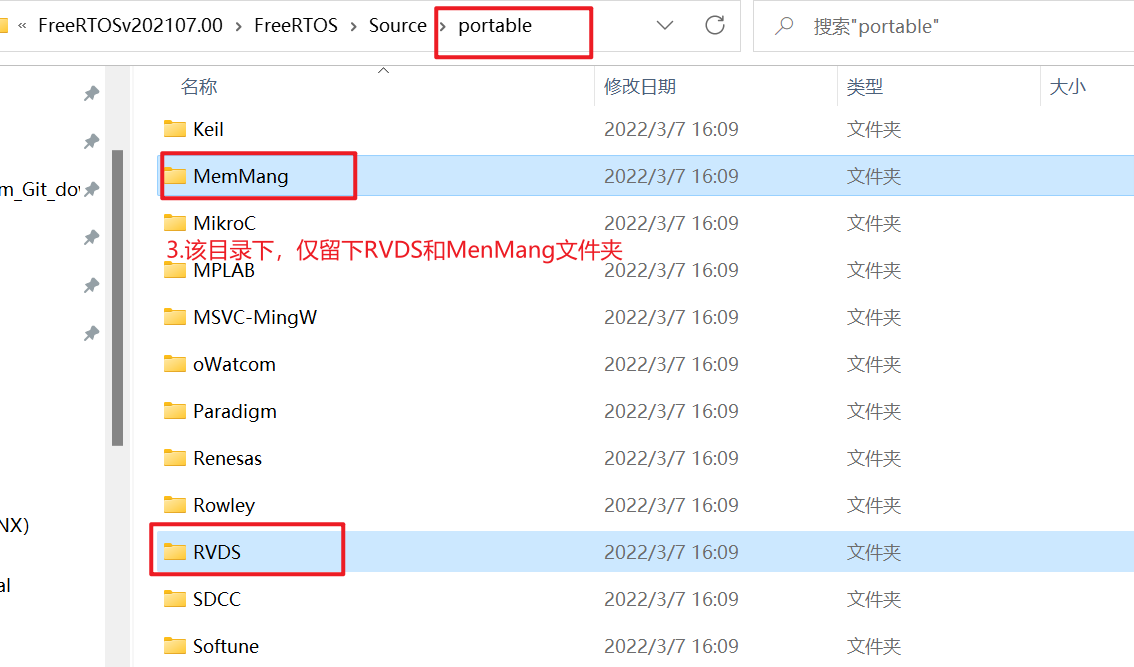 « FreeRTOSv202107.00 › FreeRTOS › Source › portable
搜索"portable"
名称 修改日期 类型 大小
Keil 2022/3/7 16:09 文件夹
MemMang 2022/3/7 16:09 文件夹
m_Git_do
MikroC 2022/3/7 16:09 文件夹
3.该目录下，仅留下RVDS和MenMang文件夹
MPLAB 2022/3/7 16:09 文件夹
MSVC-MingW 2022/3/7 16:09 文件夹
oWatcom 2022/3/7 16:09 文件夹
Paradigm 2022/3/7 16:09 文件夹
Renesas 2022/3/7 16:09 文件夹
Rowley 2022/3/7 16:09 文件夹
NX)
RVDS 2022/3/7 16:09 文件夹
al
SDCC 2022/3/7 16:09 文件夹
Softune 2022/3/7 16:09 文件夹